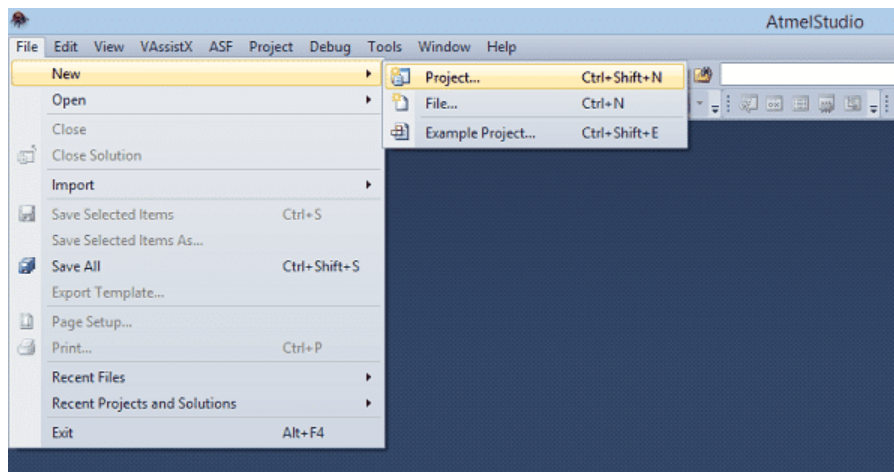 AtmelStudio
File Edit View VAssistX ASF Project Debug Tools Window Help
New
Project... Ctrl+Shift+N
Open
File... Ctrl+N
Close
Example Project... Ctrl+Shift+E
Close Solution
Import
Save Selected Items Ctrl+S
Save Selected Items As...
Save All Ctrl+Shift+S
Export Template...
Page Setup...
Print... Ctrl+P
Recent Files
Recent Projects and Solutions
Exit Alt+F4